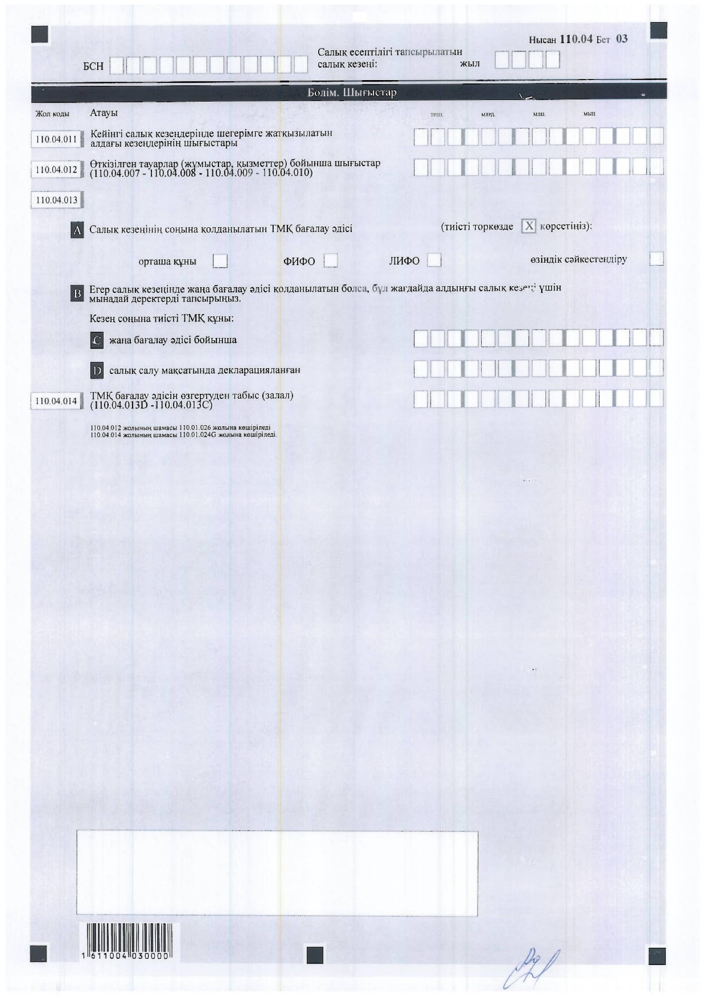 Нысан 110.04 Бет 03
БСН
Салық есептілігі тапсырылатын
салық кезеңі:
жыл
Бөлім. Шығыстар
Жол коды Атауы трлн. млрд. млн. мың
110.04.011 Кейінгі салық кезеңдерінде шегерімге жатқызылатын
алдағы кезеңдерінің шығыстары
110.04.012 Өткізілген тауарлар (жұмыстар, қызметтер) бойынша шығыстар
(110.04.007 - 110.04.008 - 110.04.009 - 110.04.010)
110.04.013
A Салық кезеңінің соңына қолданылатын ТМҚ бағалау әдісі (тиісті торкөзде X көрсетіңіз):
орташа құны ФИФО ЛИФО өзіндік сәйкестендіру
B Егер салық кезеңінде жаңа бағалау әдісі қолданылатын болса, бұл жағдайда алдыңғы салық кезеңі үшін
мынадай деректерді тапсырыңыз.
Кезең соңына тиісті ТМҚ құны:
C жаңа бағалау әдісі бойынша
D салық салу мақсатында декларацияланған
110.04.014 ТМҚ бағалау әдісін өзгертуден табыс (залал)
(110.04.013D -110.04.013C)
110.04.012 жолының шамасы 110.01.026 жолына көшіріледі
110.04.014 жолының шамасы 110.01.024G жолына көшіріледі.
1 611004 030000